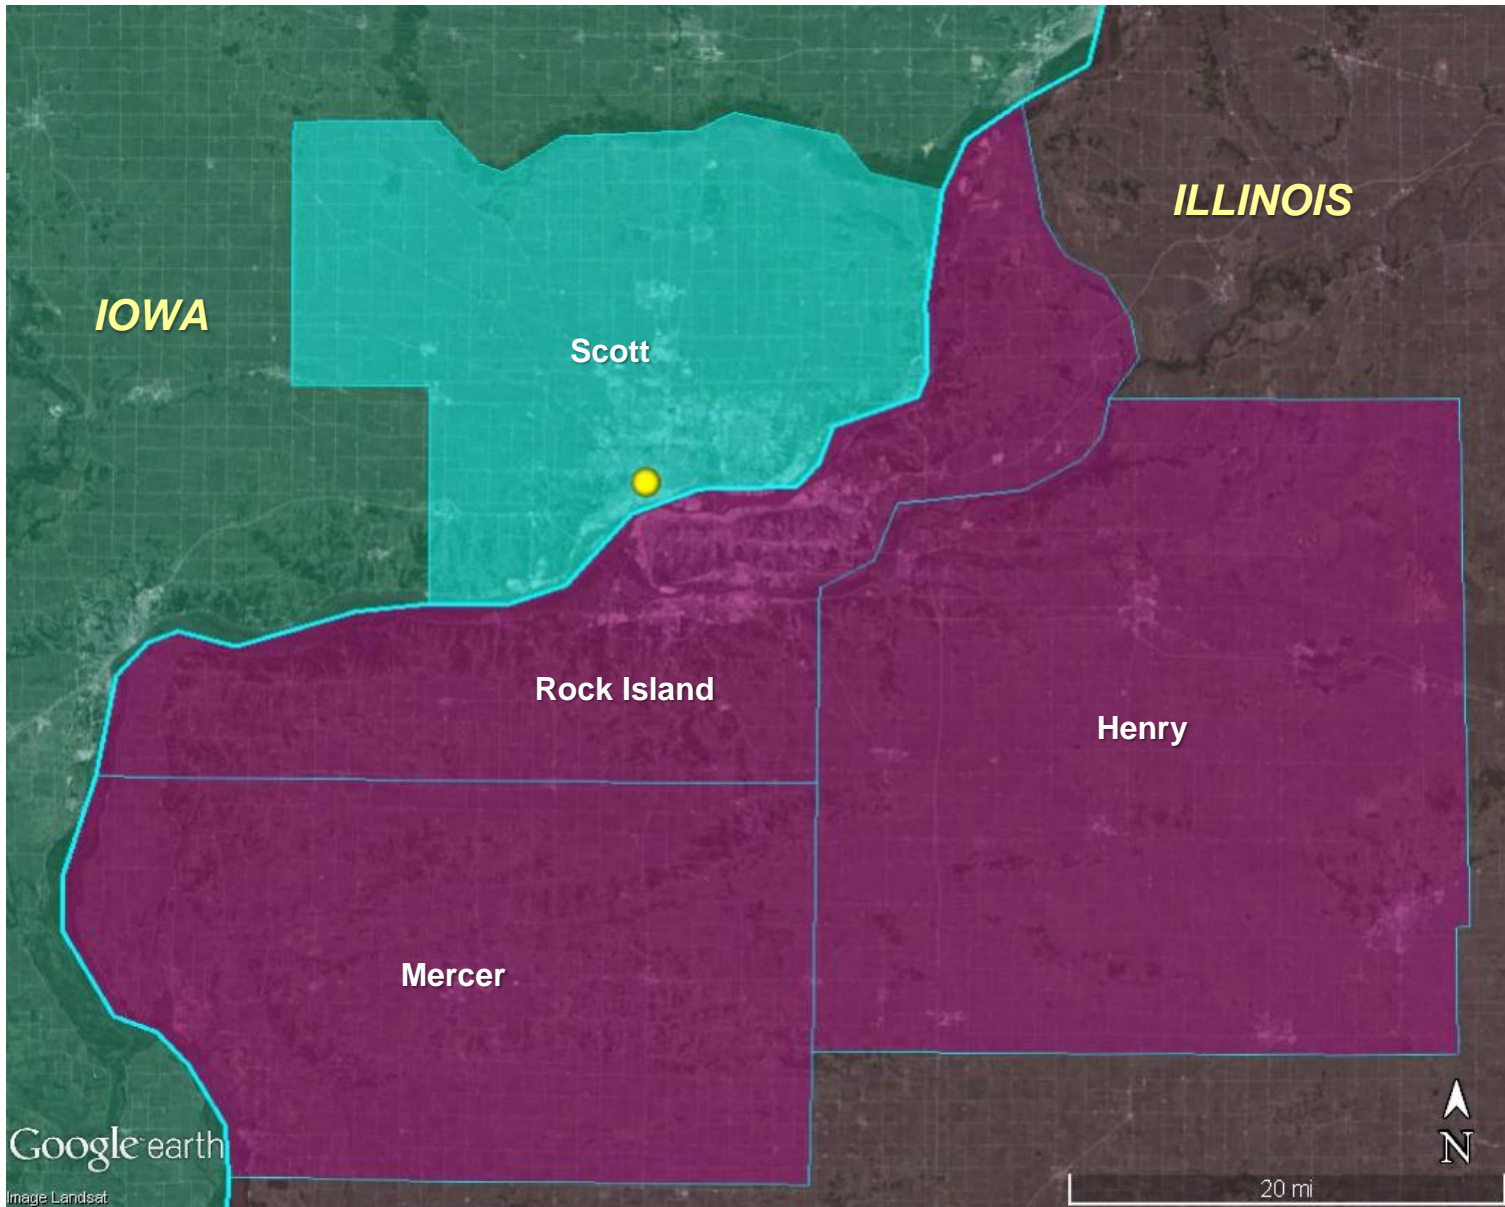 ILLINOIS
IOWA
Scott
Rock Island
Henry
Mercer
N
Google earth
20 mi
Image Landsat